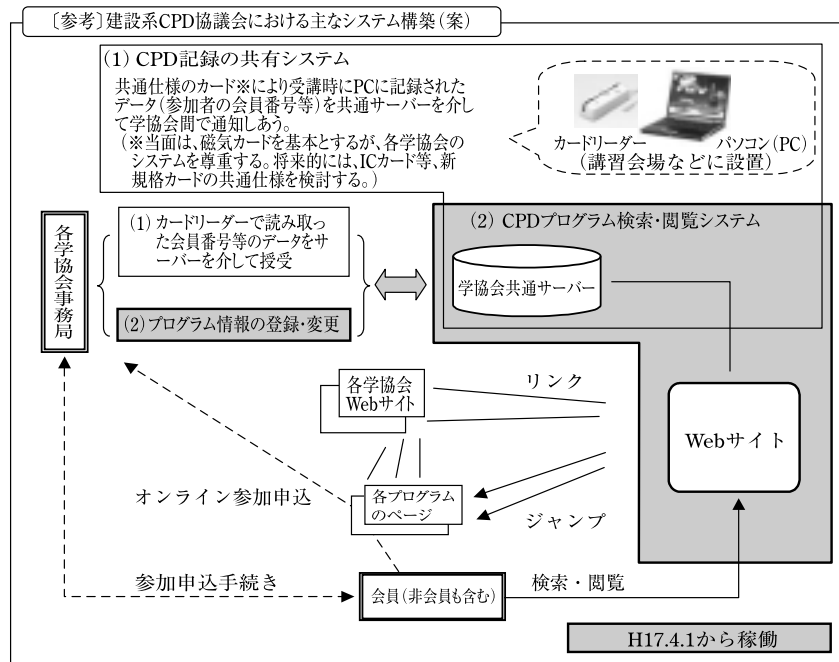 〔参考〕建設系CPD協議会における主なシステム構築（案）
（1）CPD記録の共有システム
共通仕様のカード※により受講時にPCに記録された
データ（参加者の会員番号等）を共通サーバーを介し
て学協会間で通知しあう。
（※当面は、磁気カードを基本とするが、各学協会の
システムを尊重する。将来的には、ICカード等、新
規格カードの共通仕様を検討する。）
カードリーダー
パソコン（PC）
（講習会場などに設置）
各学協会事務局
（1）カードリーダーで読み取っ
た会員番号等のデータをサ
ーバーを介して授受
（2）プログラム情報の登録・変更
（2）CPDプログラム検索・閲覧システム
学協会共通サーバー
各学協会
Webサイト
リンク
Webサイト
オンライン参加申込
各プログラム
のページ
ジャンプ
参加申込手続き
会員（非会員も含む）
検索・閲覧
H17.4.1から稼働